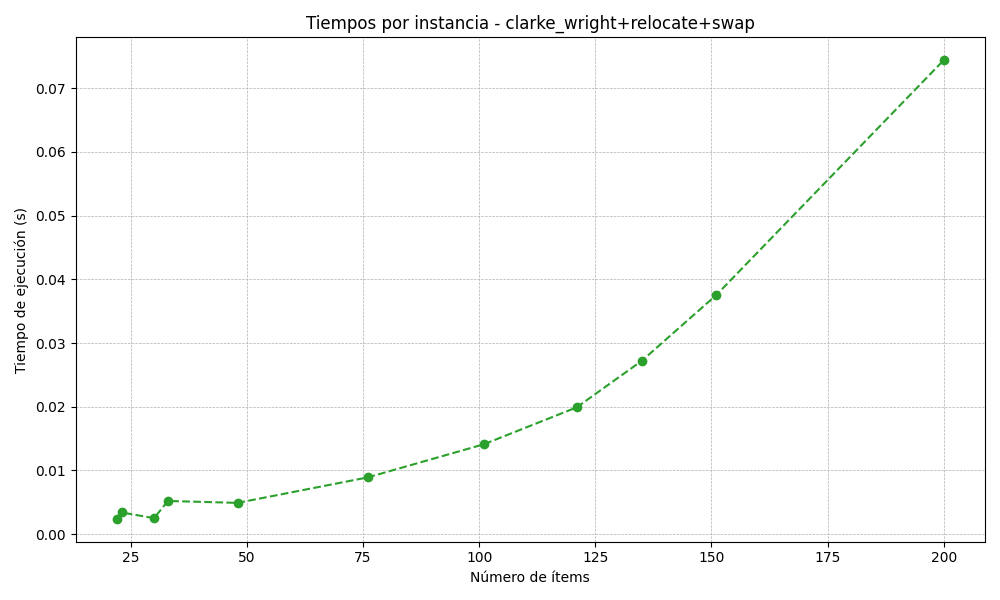 Tiempos por instancia - clarke_wright+relocate+swap
Tiempo de ejecución (s)
0.07
0.06
0.05
0.04
0.03
0.02
0.01
0.00
25 50 75 100 125 150 175 200
Número de ítems